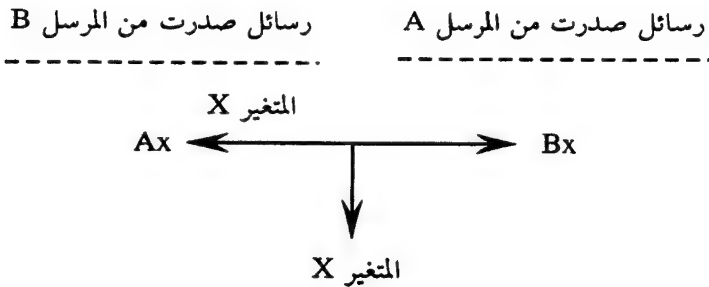 رسائل صدرت من المرسل A رسائل صدرت من المرسل B
المتغير X
Ax Bx
المتغير X